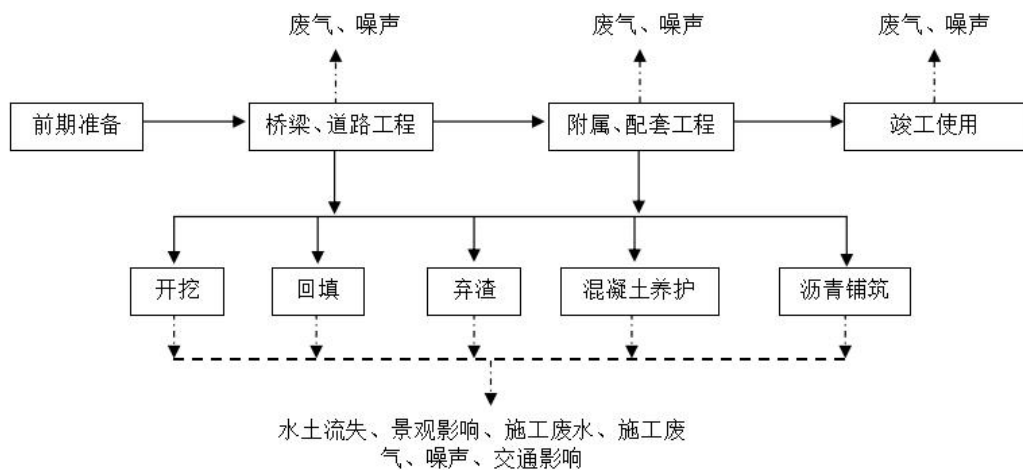 废气、噪声
废气、噪声
废气、噪声
前期准备
桥梁、道路工程
附属、配套工程
竣工使用
开挖
回填
弃渣
混凝土养护
沥青铺筑
水土流失、景观影响、施工废水、施工废
气、噪声、交通影响